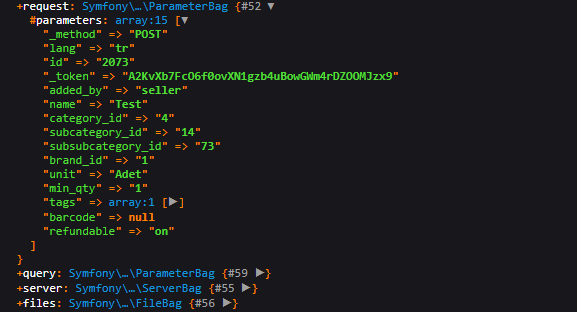 +request: Symfony\…\ParameterBag {#52 ▼
#parameters: array:15 [▼
"_method" => "POST"
"lang" => "tr"
"id" => "2073"
"_token" => "A2KvXb7FcO6f0ovXN1gzb4uBowGWm4rDZOOMJzx9"
"added_by" => "seller"
"name" => "Test"
"category_id" => "4"
"subcategory_id" => "14"
"subsubcategory_id" => "73"
"brand_id" => "1"
"unit" => "Adet"
"min_qty" => "1"
"tags" => array:1 [▶]
"barcode" => null
"refundable" => "on"
]
}
+query: Symfony\…\ParameterBag {#59 ▶}
+server: Symfony\…\ServerBag {#55 ▶}
+files: Symfony\…\FileBag {#56 ▶}